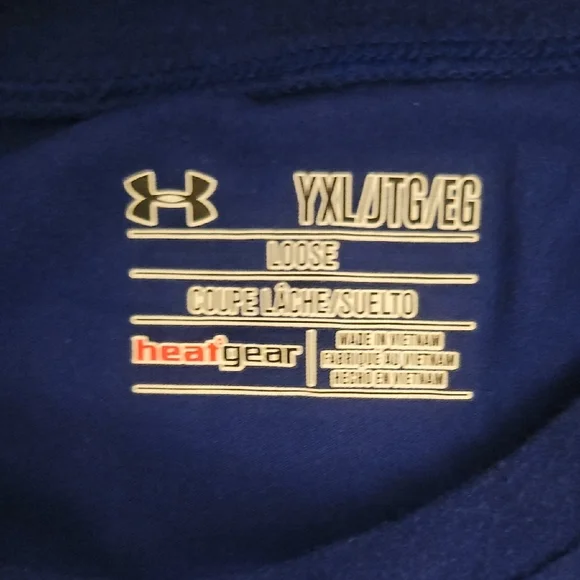 YXL/JTG/EG
LOOSE
COUPE LÂCHE/SUELTO
heatgear
MADE IN VIETNAM
FABRIQUÉ AU VIETNAM
HECHO EN VIETNAM